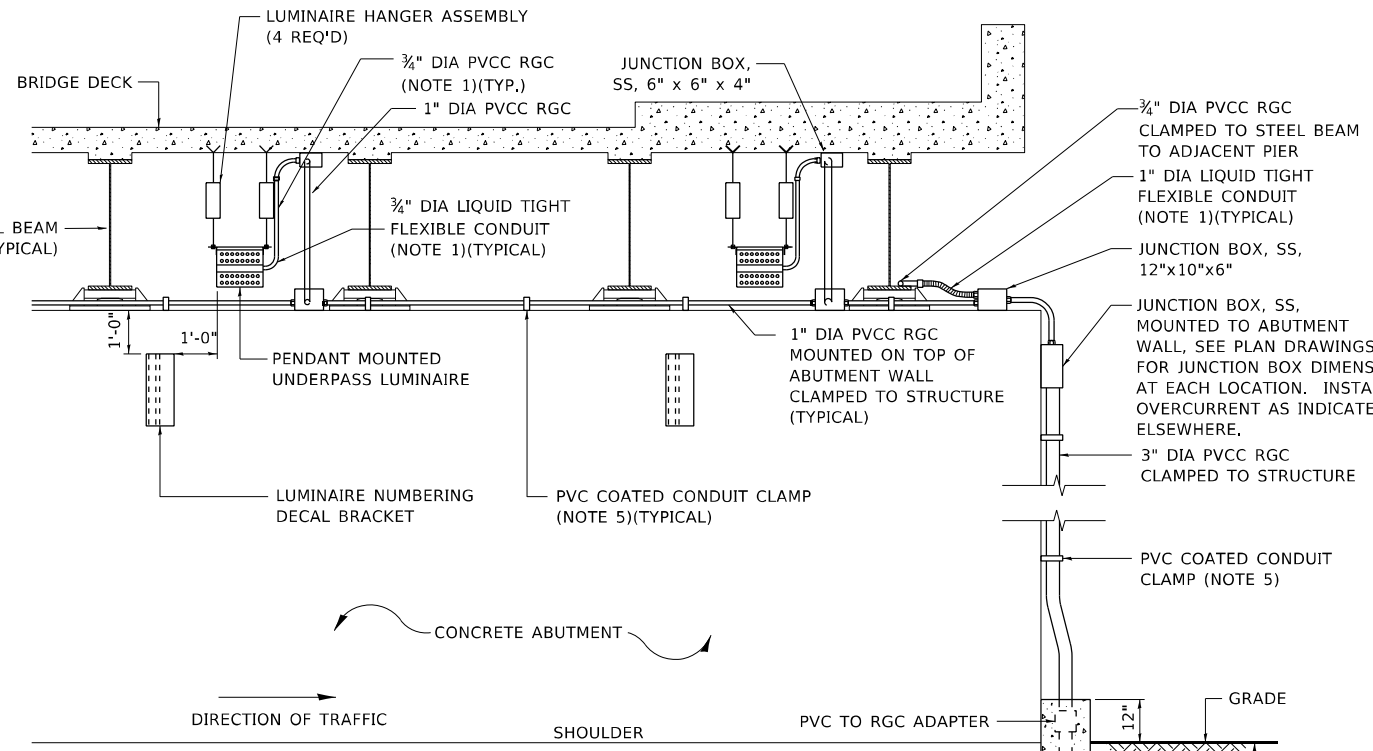 LUMINAIRE HANGER ASSEMBLY
(4 REQ'D)
BRIDGE DECK
¾" DIA PVCC RGC
(NOTE 1)(TYP.)
1" DIA PVCC RGC
JUNCTION BOX,
SS, 6" x 6" x 4"
¾" DIA PVCC RGC
CLAMPED TO STEEL BEAM
TO ADJACENT PIER
1" DIA LIQUID TIGHT
FLEXIBLE CONDUIT
(NOTE 1)(TYPICAL)
BEAM
¾" DIA LIQUID TIGHT
FLEXIBLE CONDUIT
(NOTE 1)(TYPICAL)
JUNCTION BOX, SS,
12"x10"x6"
JUNCTION BOX, SS,
MOUNTED TO ABUTMENT
WALL, SEE PLAN DRAWINGS
FOR JUNCTION BOX DIMENS
AT EACH LOCATION. INSTA
OVERCURRENT AS INDICATE
ELSEWHERE.
1'-0"
1'-0"
PENDANT MOUNTED
UNDERPASS LUMINAIRE
1" DIA PVCC RGC
MOUNTED ON TOP OF
ABUTMENT WALL
CLAMPED TO STRUCTURE
(TYPICAL)
3" DIA PVCC RGC
CLAMPED TO STRUCTURE
LUMINAIRE NUMBERING
DECAL BRACKET
PVC COATED CONDUIT CLAMP
(NOTE 5)(TYPICAL)
PVC COATED CONDUIT
CLAMP (NOTE 5)
CONCRETE ABUTMENT
DIRECTION OF TRAFFIC
SHOULDER
PVC TO RGC ADAPTER
12"
GRADE